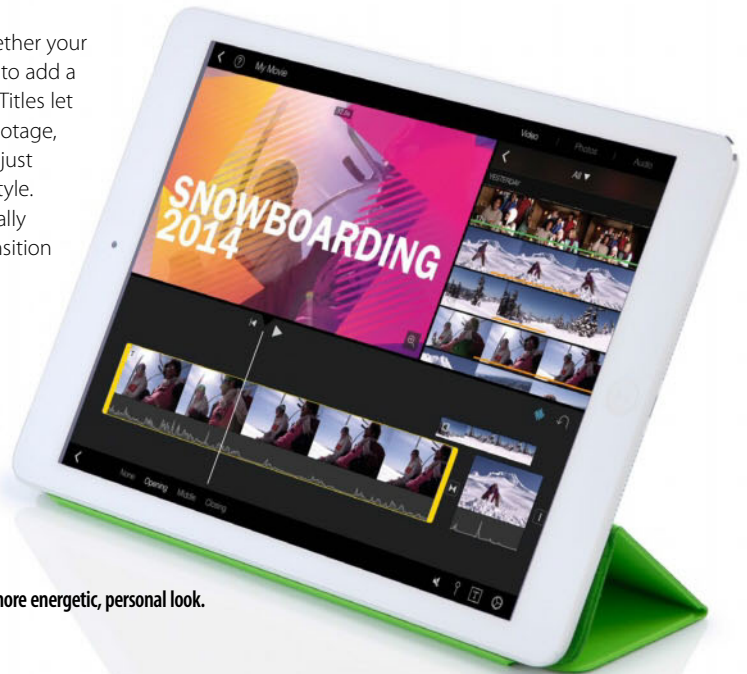 ether your
to add a
Titles let
otage,
just
tyle.
ally
sition
My Movie
Video
Photos
Audio
All
YESTERDAY
SNOWBOARDING
2014
T
None
Opening
Middle
Closing
T
more energetic, personal look.